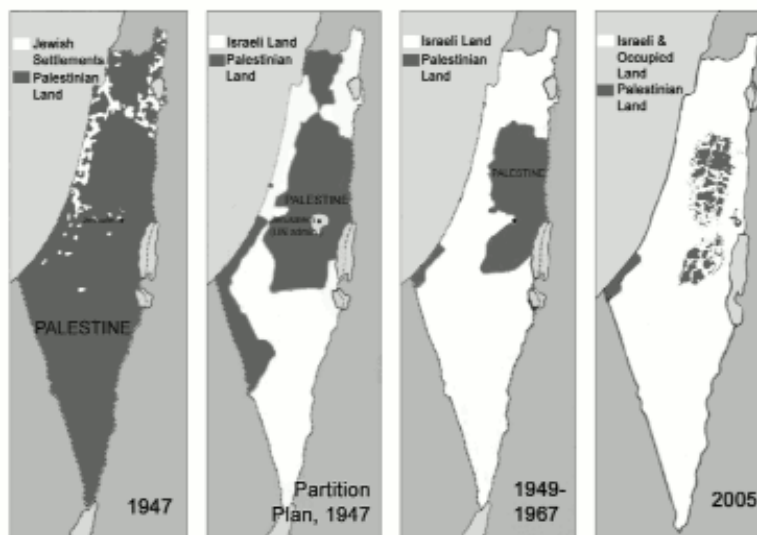 Jewish
Settlements
Palestinian
Land
PALESTINE
1947
Israeli Land
Palestinian
Land
PALESTINE
(UN admin)
Partition
Plan, 1947
Israeli Land
Palestinian
Land
PALESTINE
1949-
1967
Israeli &
Occupied
Land
Palestinian
Land
2005